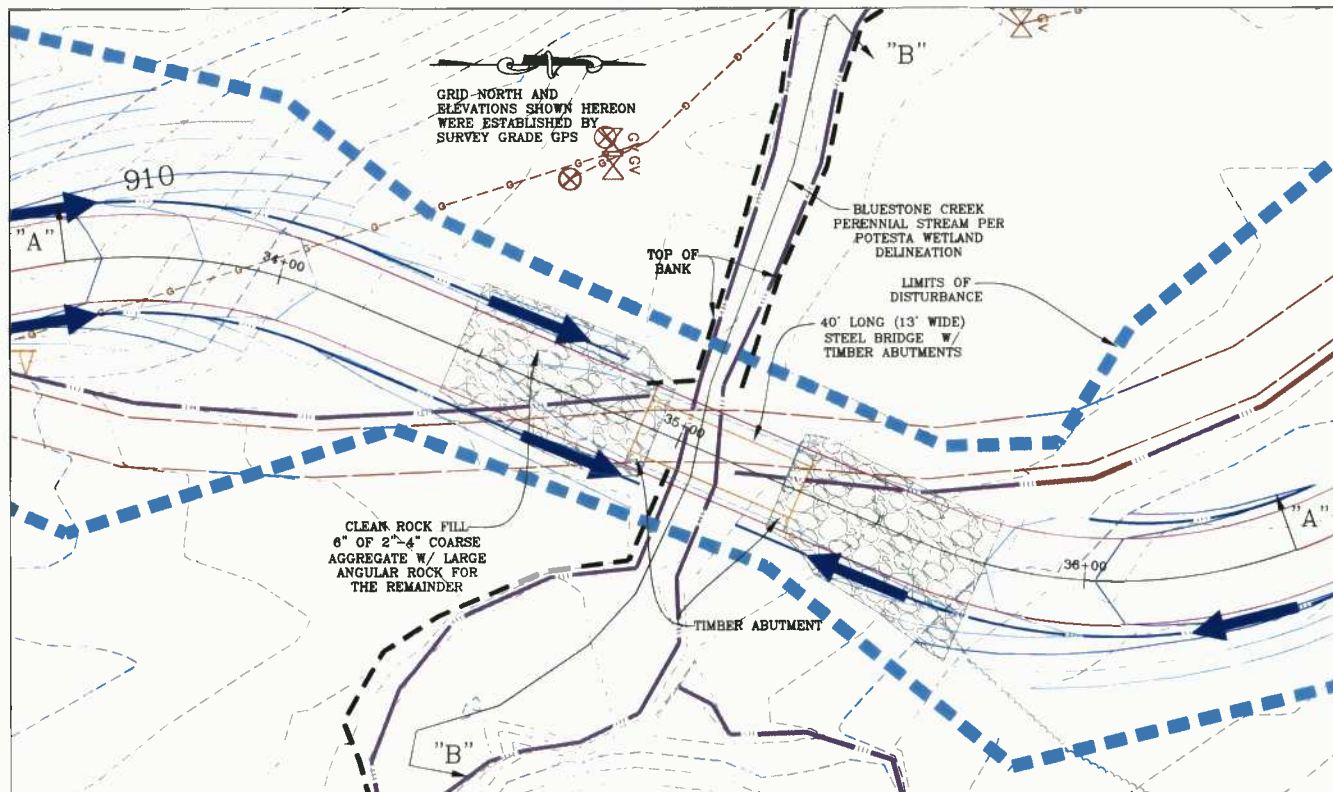 "B"
GV
GRID NORTH AND
ELEVATIONS SHOWN HEREON
WERE ESTABLISHED BY
SURVEY GRADE GPS
GV
GV
910
"A"
34+00
BLUESTONE CREEK
PERENNIAL STREAM PER
POTESTA WETLAND
DELINEATION
TOP OF
BANK
LIMITS OF
DISTURBANCE
40' LONG (13' WIDE)
STEEL BRIDGE W/
TIMBER ABUTMENTS
35+00
CLEAN ROCK FILL
6" OF 2"-4" COARSE
AGGREGATE W/ LARGE
ANGULAR ROCK FOR
THE REMAINDER
"A"
36+00
TIMBER ABUTMENT
"B"